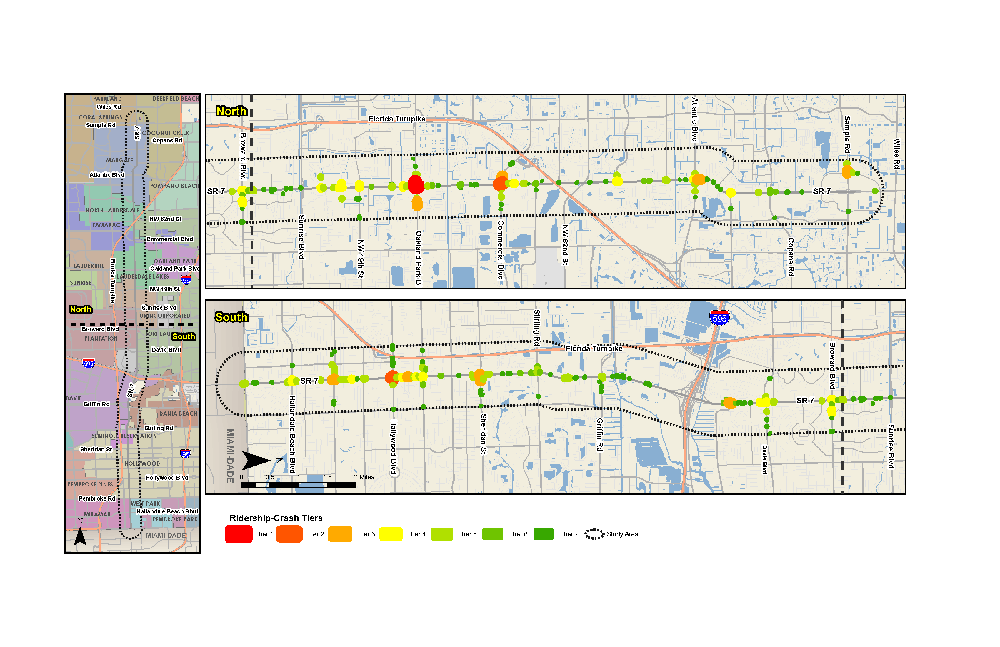 PARKLAND
DEERFIELD BEACH
Wiles Rd
CORAL SPRINGS
Sample Rd
SR 7
COCONUT CREEK
Copans Rd
MARGATE
Atlantic Blvd
POMPANO BEACH
NORTH LAUDERDALE
NW 62nd St
TAMARAC
Commercial Blvd
LAUDERHILL
Florida Turnpike
OAKLAND PARK
Oakland Park Blvd
LAUDERDALE LAKES
95
SUNRISE
NW 19th St
North
Sunrise Blvd
UNINCORPORATED
Broward Blvd
PLANTATION
South
Davie Blvd
595
SR 7
DAVIE
Griffin Rd
DANIA BEACH
Stirling Rd
SEMINOLE RESERVATION
Sheridan St
95
HOLLYWOOD
Hollywood Blvd
PEMBROKE PINES
Pembroke Rd
WEST PARK
Hallandale Beach Blvd
MIRAMAR
PEMBROKE PARK
N
MIAMI-DADE
North
Florida Turnpike
Broward Blvd
Atlantic Blvd
Sample Rd
Wiles Rd
SR 7
SR 7
Sunrise Blvd
NW 19th St
Oakland Park Bl
Commercial Blvd
NW 62nd St
Copans Rd
South
Stirling Rd
595
Florida Turnpike
Broward Blvd
SR 7
SR 7
Hallandale Beach Blvd
Hollywood Blvd
Sheridan St
Griffin Rd
Davie Blvd
Sunrise Blvd
MIAMI-DADE
N
0 0.5 1 1.5 2 Miles
Ridership-Crash Tiers
Tier 1 Tier 2 Tier 3 Tier 4 Tier 5 Tier 6 Tier 7 Study Area